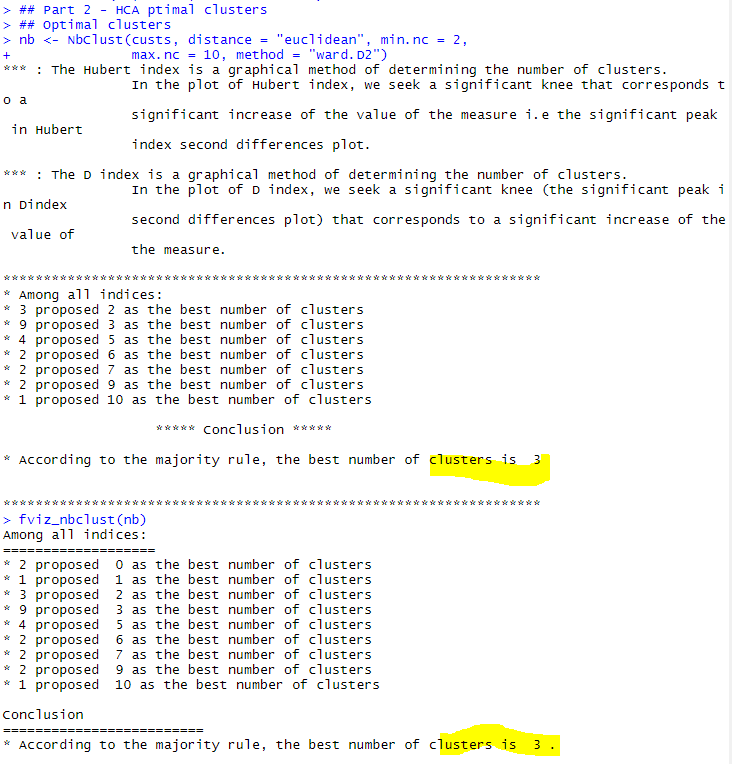 > ## Part 2 - HCA ptimal clusters
> ## Optimal clusters
> nb <- NbClust(custs, distance = "euclidean", min.nc = 2,
+ max.nc = 10, method = "ward.D2")
*** : The Hubert index is a graphical method of determining the number of clusters.
In the plot of Hubert index, we seek a significant knee that corresponds t
o a
significant increase of the value of the measure i.e the significant peak
in Hubert
index second differences plot.
*** : The D index is a graphical method of determining the number of clusters.
In the plot of D index, we seek a significant knee (the significant peak i
n Dindex
second differences plot) that corresponds to a significant increase of the
value of
the measure.
*******************************************************************
* Among all indices:
* 3 proposed 2 as the best number of clusters
* 9 proposed 3 as the best number of clusters
* 4 proposed 5 as the best number of clusters
* 2 proposed 6 as the best number of clusters
* 2 proposed 7 as the best number of clusters
* 2 proposed 9 as the best number of clusters
* 1 proposed 10 as the best number of clusters
***** Conclusion *****
* According to the majority rule, the best number of clusters is 3
*******************************************************************
> fviz_nbclust(nb)
Among all indices:
===================
* 2 proposed 0 as the best number of clusters
* 1 proposed 1 as the best number of clusters
* 3 proposed 2 as the best number of clusters
* 9 proposed 3 as the best number of clusters
* 4 proposed 5 as the best number of clusters
* 2 proposed 6 as the best number of clusters
* 2 proposed 7 as the best number of clusters
* 2 proposed 9 as the best number of clusters
* 1 proposed 10 as the best number of clusters
Conclusion
=========================
* According to the majority rule, the best number of clusters is 3 .